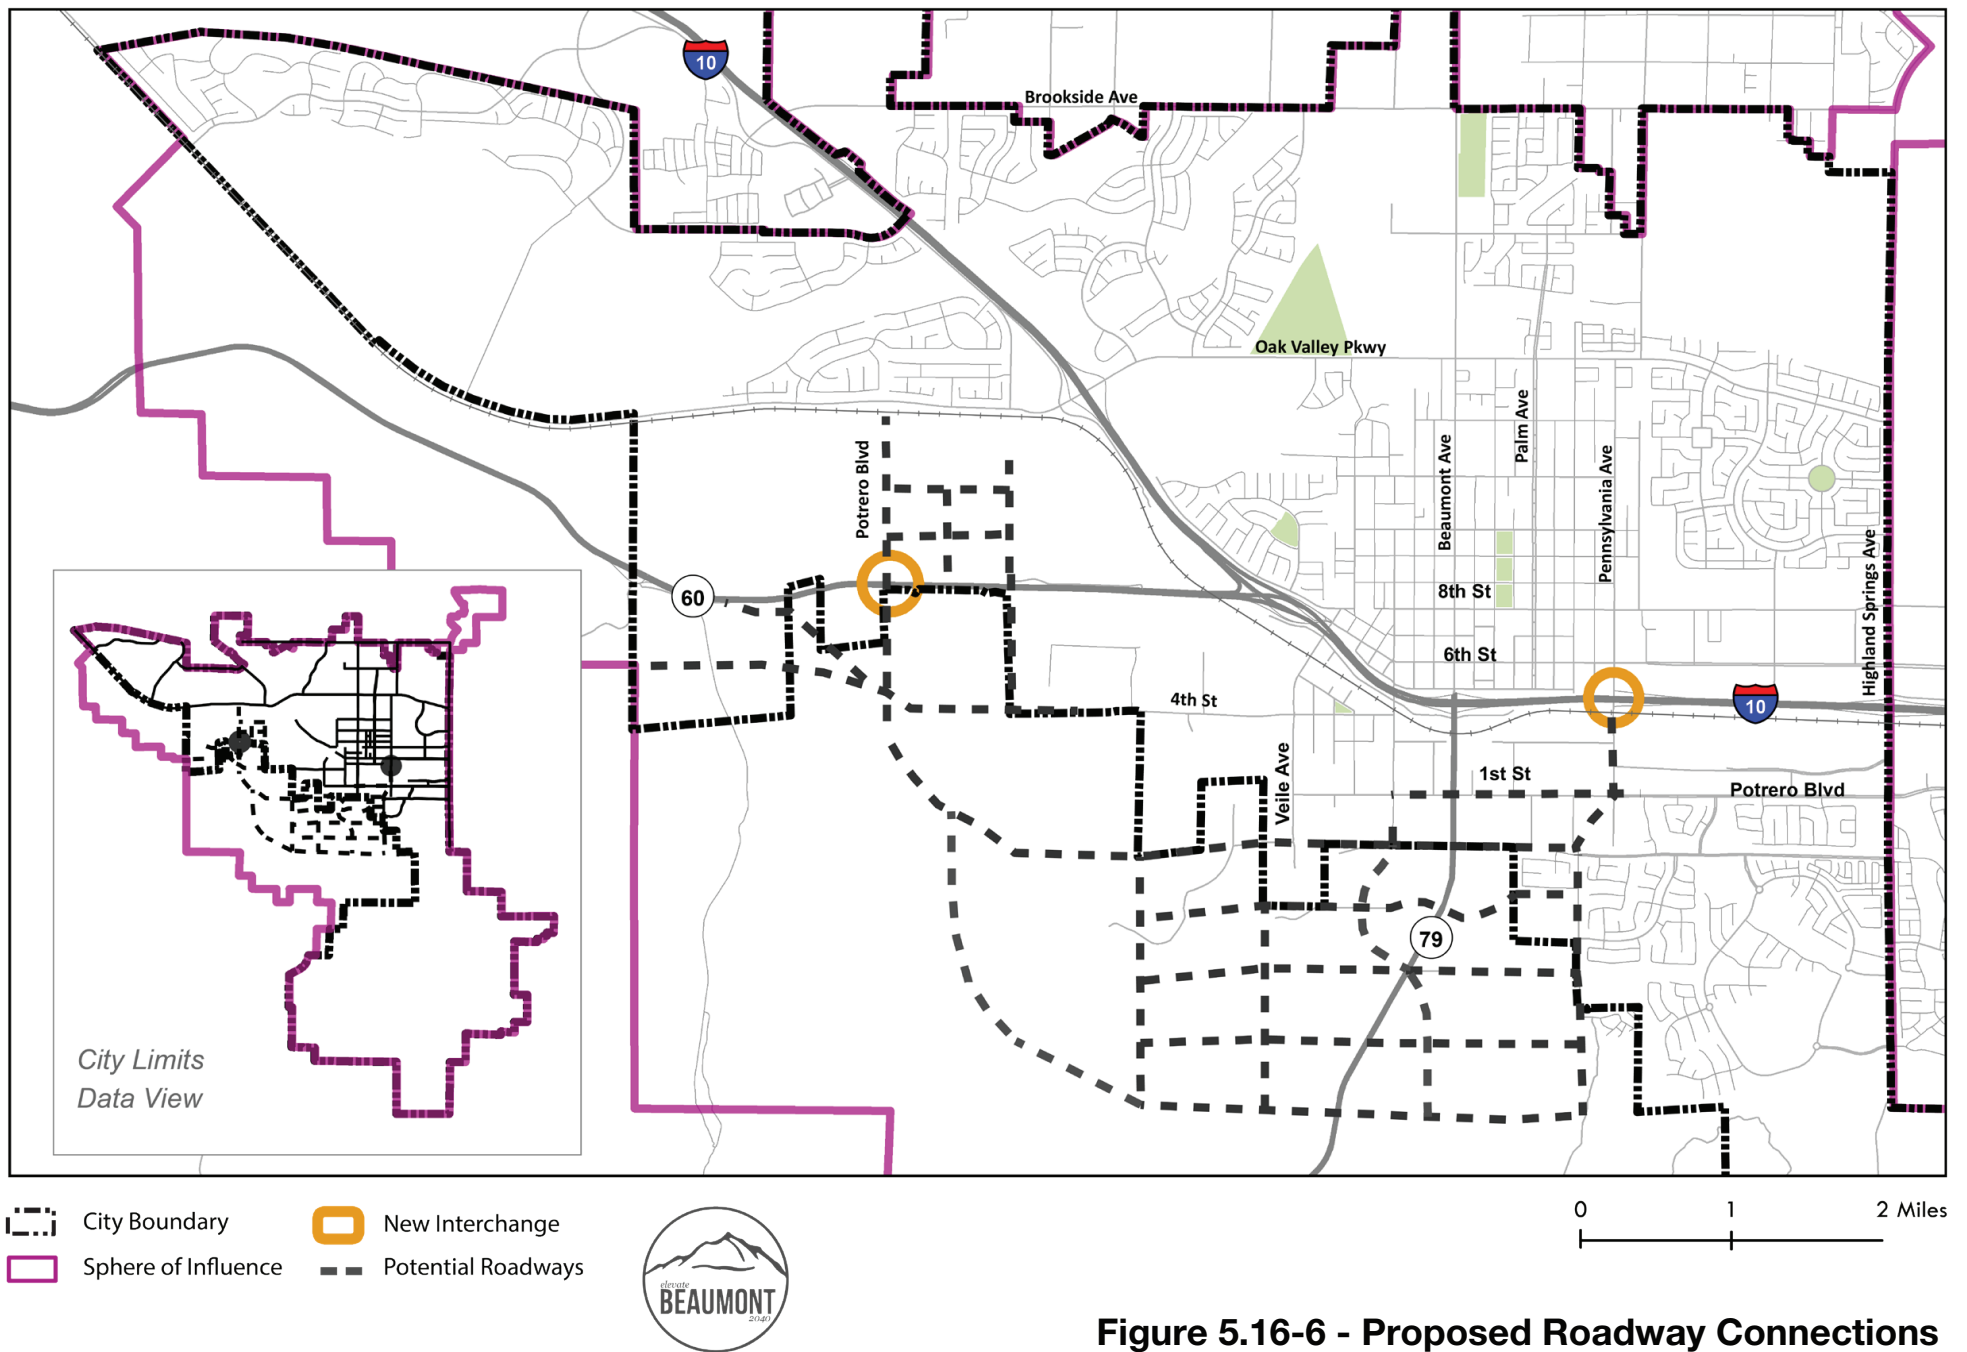 10
Brookside Ave
Oak Valley Pkwy
Potrero Blvd
Beaumont Ave
Palm Ave
Pennsylvania Ave
Highland Springs Ave
8th St
60
6th St
4th St
10
Veile Ave
1st St
Potrero Blvd
79
City Limits
Data View
City Boundary
New Interchange
Sphere of Influence
Potential Roadways
elevate
BEAUMONT
2040
0 1 2 Miles
Figure 5.16-6 - Proposed Roadway Connections